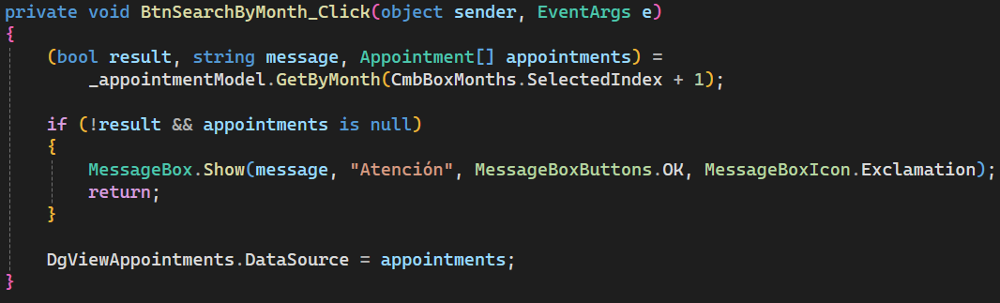 private void BtnSearchByMonth_Click(object sender, EventArgs e)
{
    (bool result, string message, Appointment[] appointments) =
        _appointmentModel.GetByMonth(CmbBoxMonths.SelectedIndex + 1);

    if (!result && appointments is null)
    {
        MessageBox.Show(message, "Atención", MessageBoxButtons.OK, MessageBoxIcon.Exclamation);
        return;
    }

    DgViewAppointments.DataSource = appointments;
}